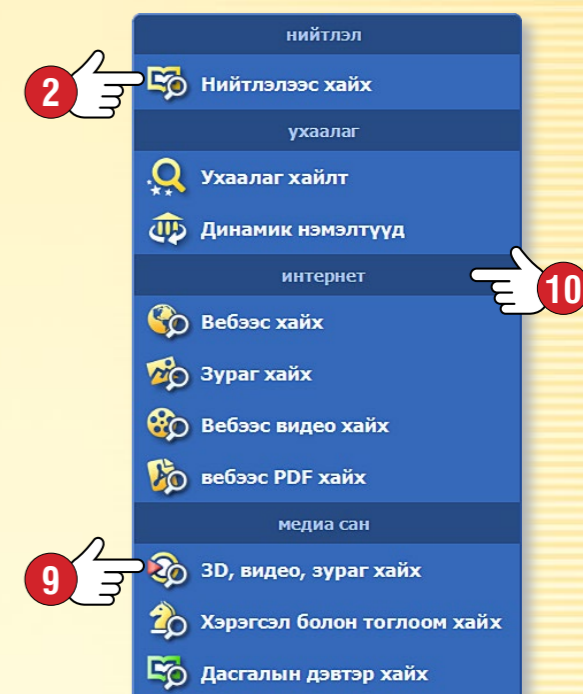 нийтлэл
2
Нийтлэлээс хайх
ухаалаг
Ухаалаг хайлт
Динамик нэмэлтүүд
интернет
10
Вебээс хайх
Зураг хайх
Вебээс видео хайх
вебээс PDF хайх
медиа сан
9
3D, видео, зураг хайх
Хэрэгсэл болон тоглоом хайх
Дасгалын дэвтэр хайх